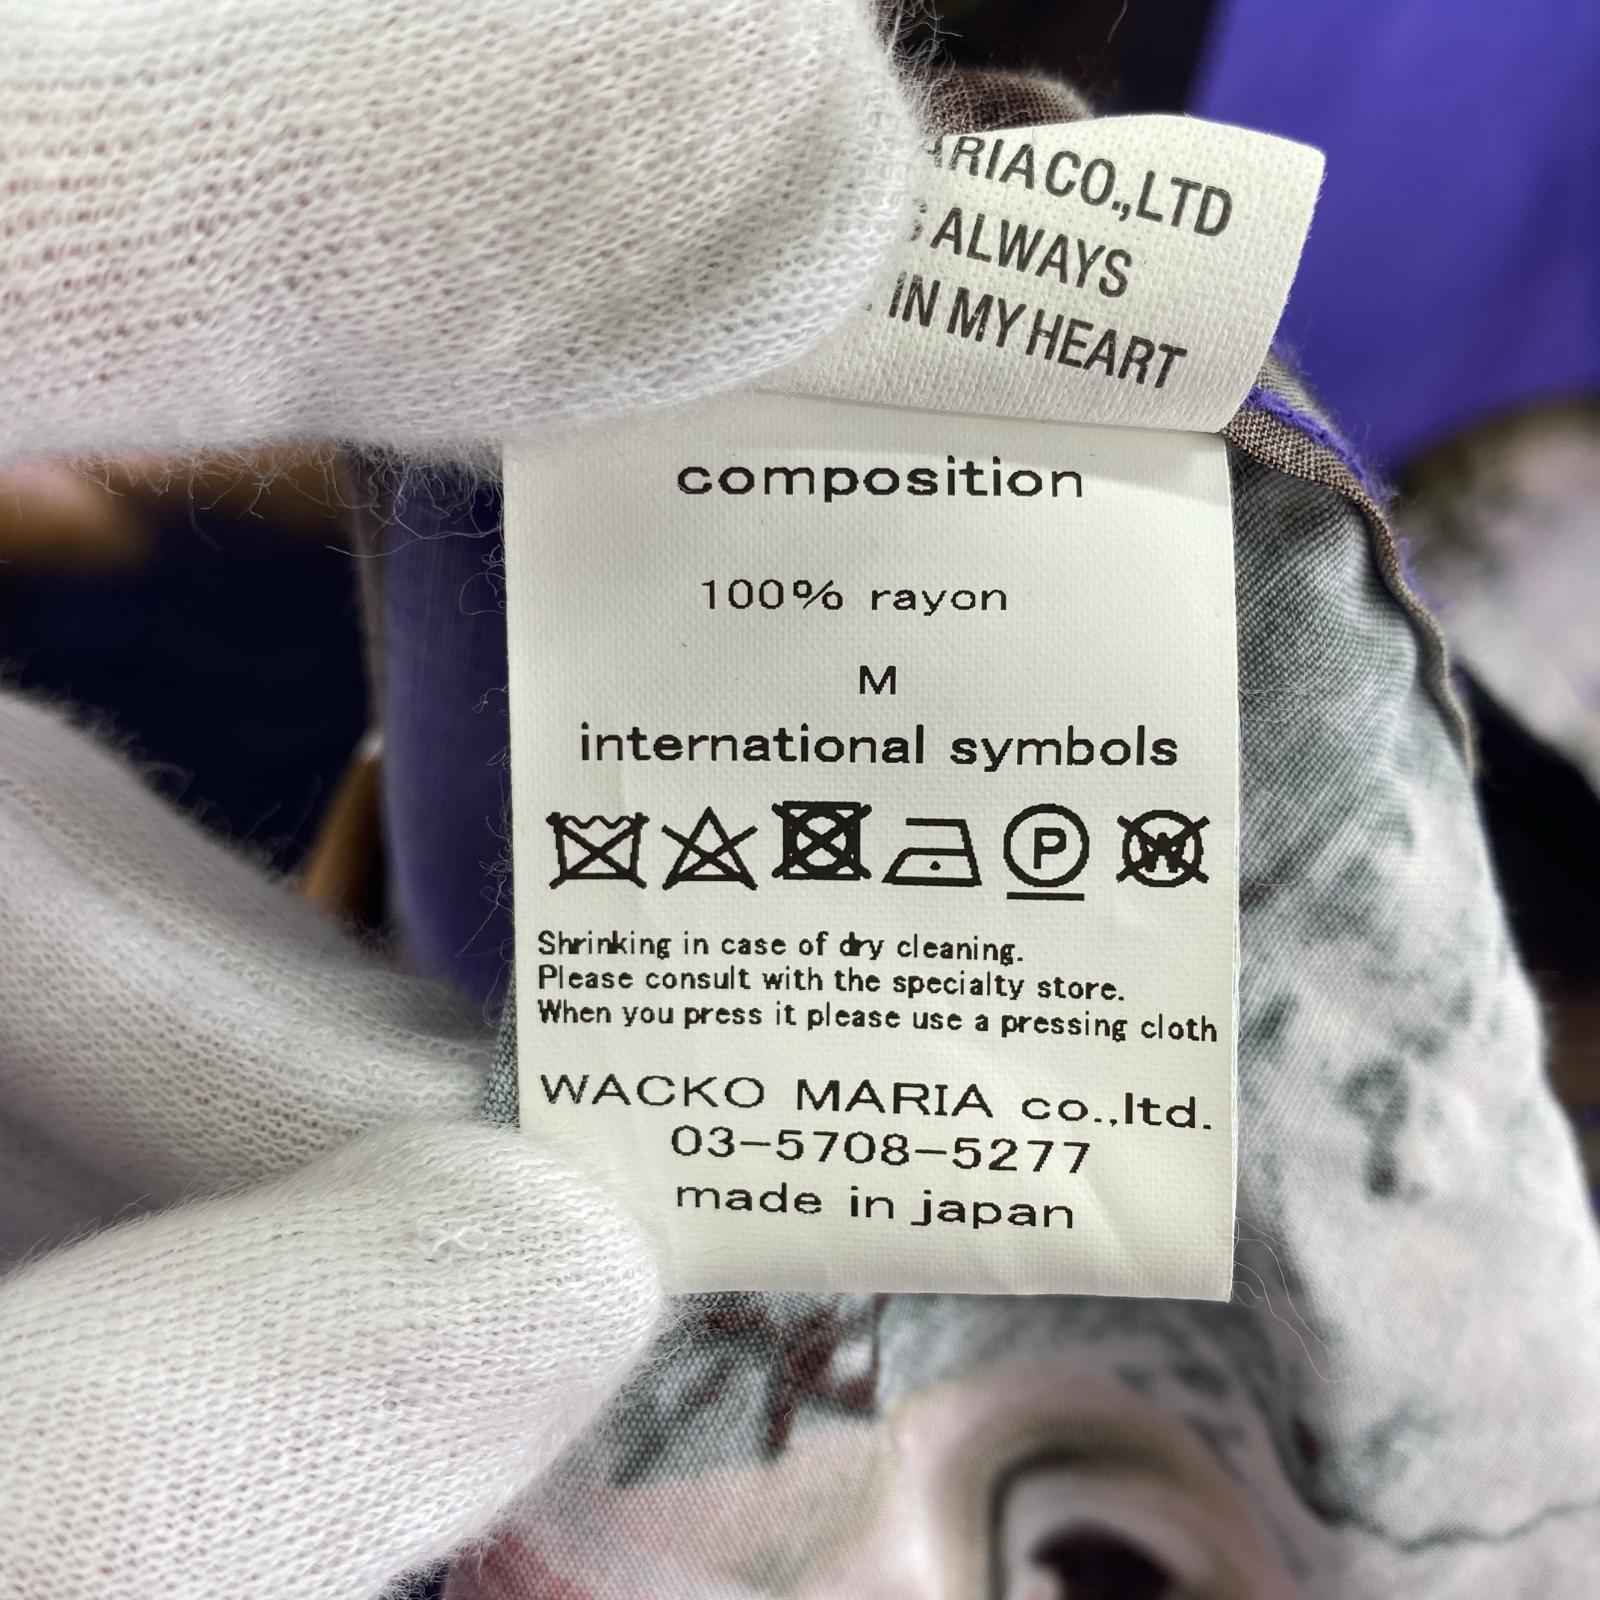 CO.,LTD
ALWAYS
IN MY HEART
composition
100% rayon
M
international symbols
P
W
Shrinking in case of dry cleaning.
Please consult with the specialty store.
When you press it please use a pressing cloth
WACKO MARIA co.,ltd.
03-5708-5277
made in japan